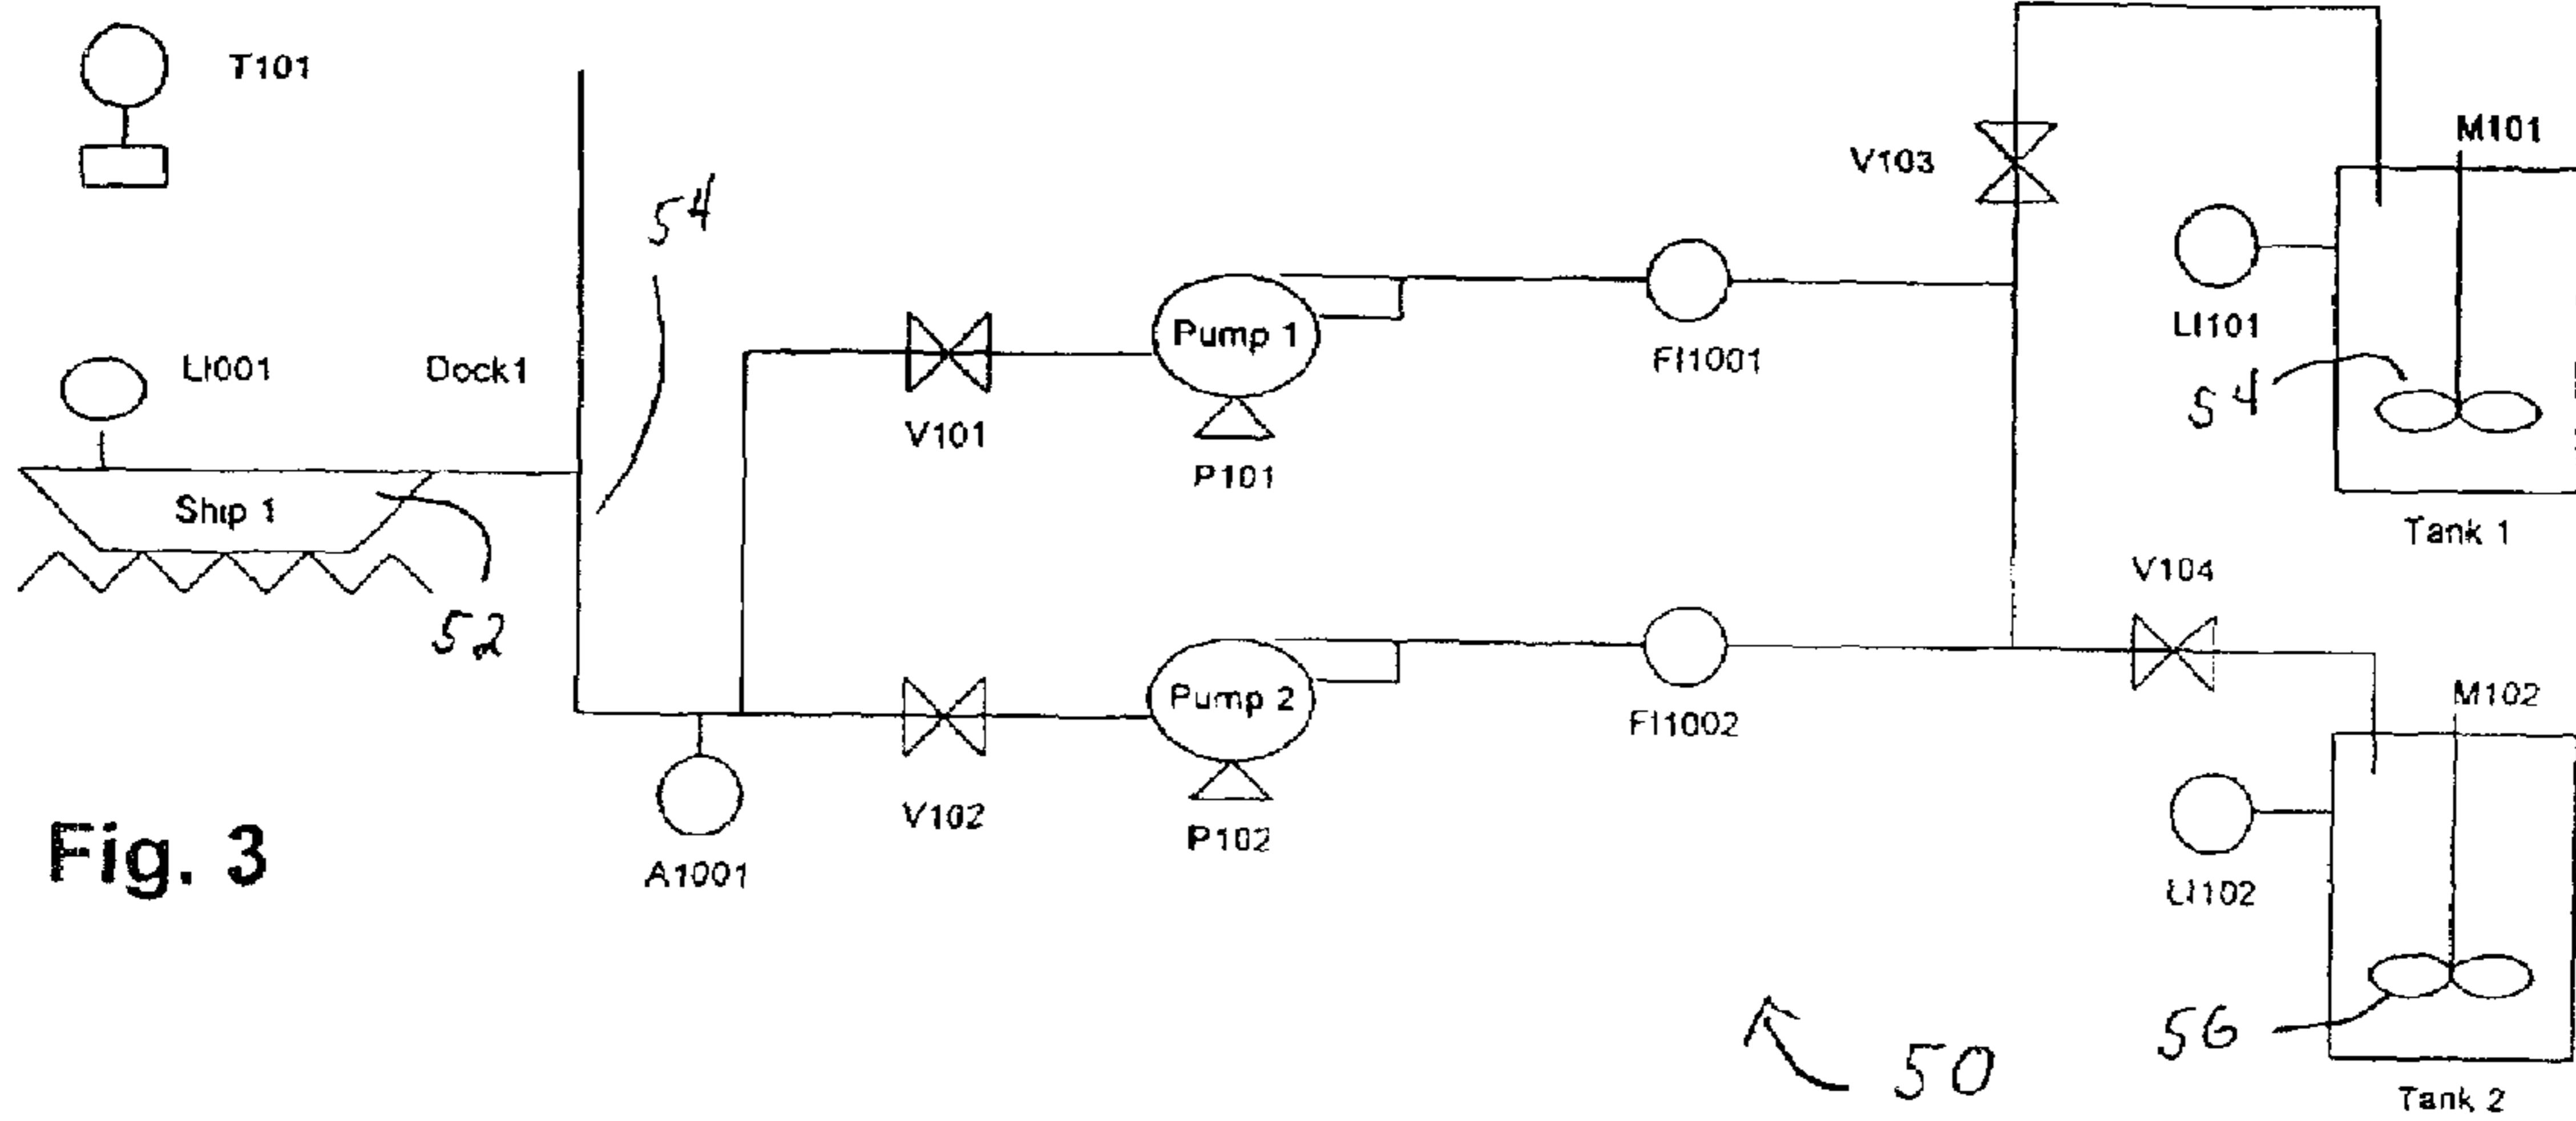 T101
M101
V103
54
LI101
LI001
Dock1
Pump 1
FI1001
V101
P101
54
Ship 1
Tank 1
V104
52
M102
Pump 2
FI1002
V102
P102
A1001
LI102
Fig. 3
56
50
Tank 2